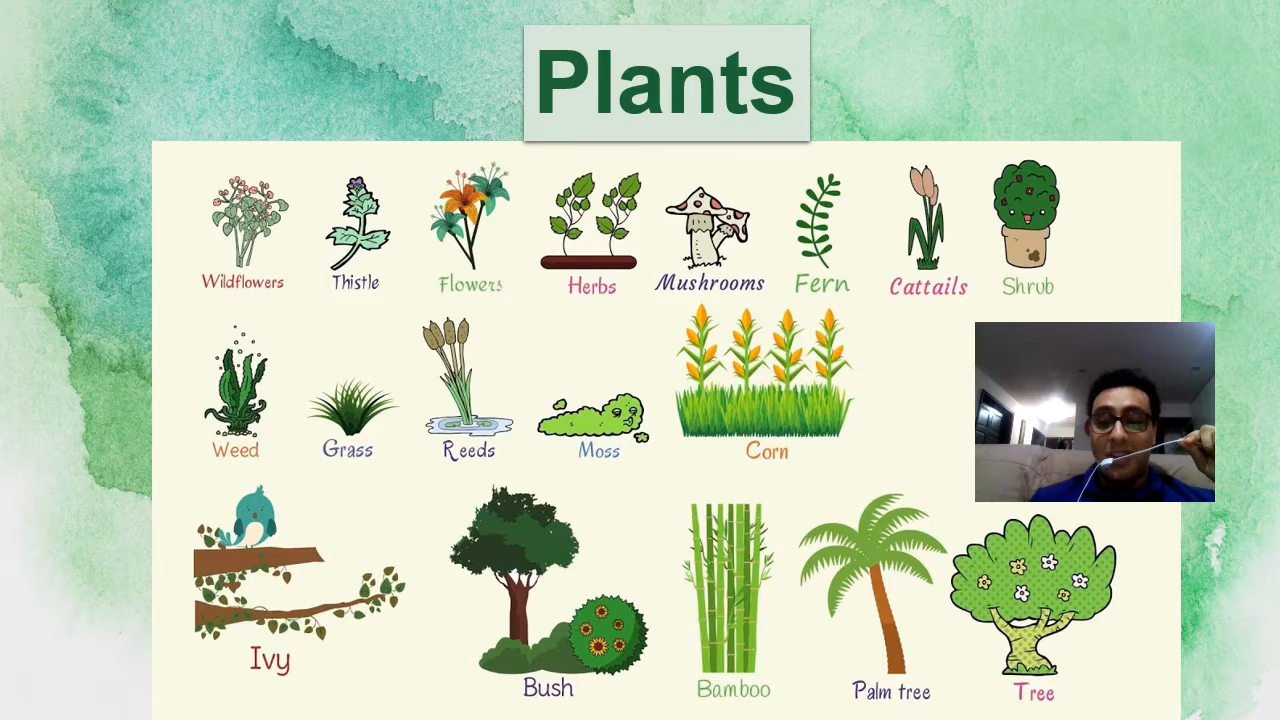 Plants
Wildflowers
Thistle
Flowers
Herbs
Mushrooms
Fern
Cattails
Shrub
Weed
Grass
Reeds
Moss
Corn
Ivy
Bush
Bamboo
Palm tree
Tree